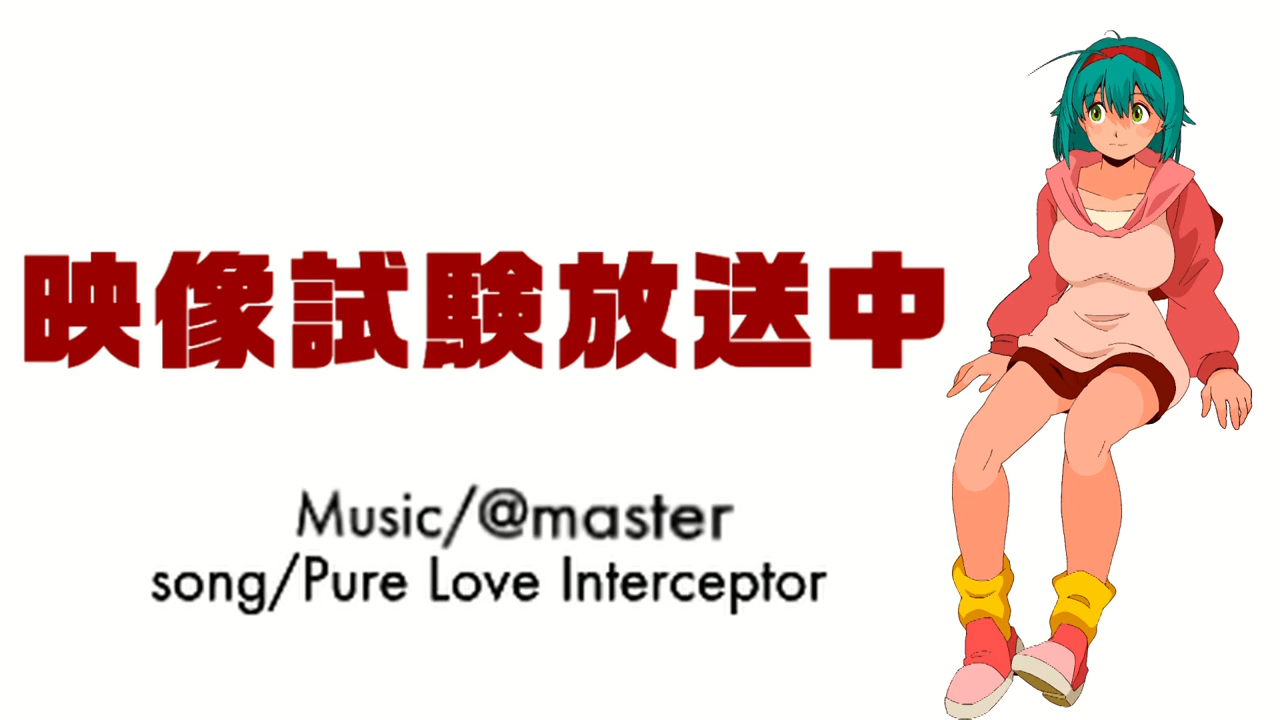 映像試験放送中
Music/@master
song/Pure Love Interceptor